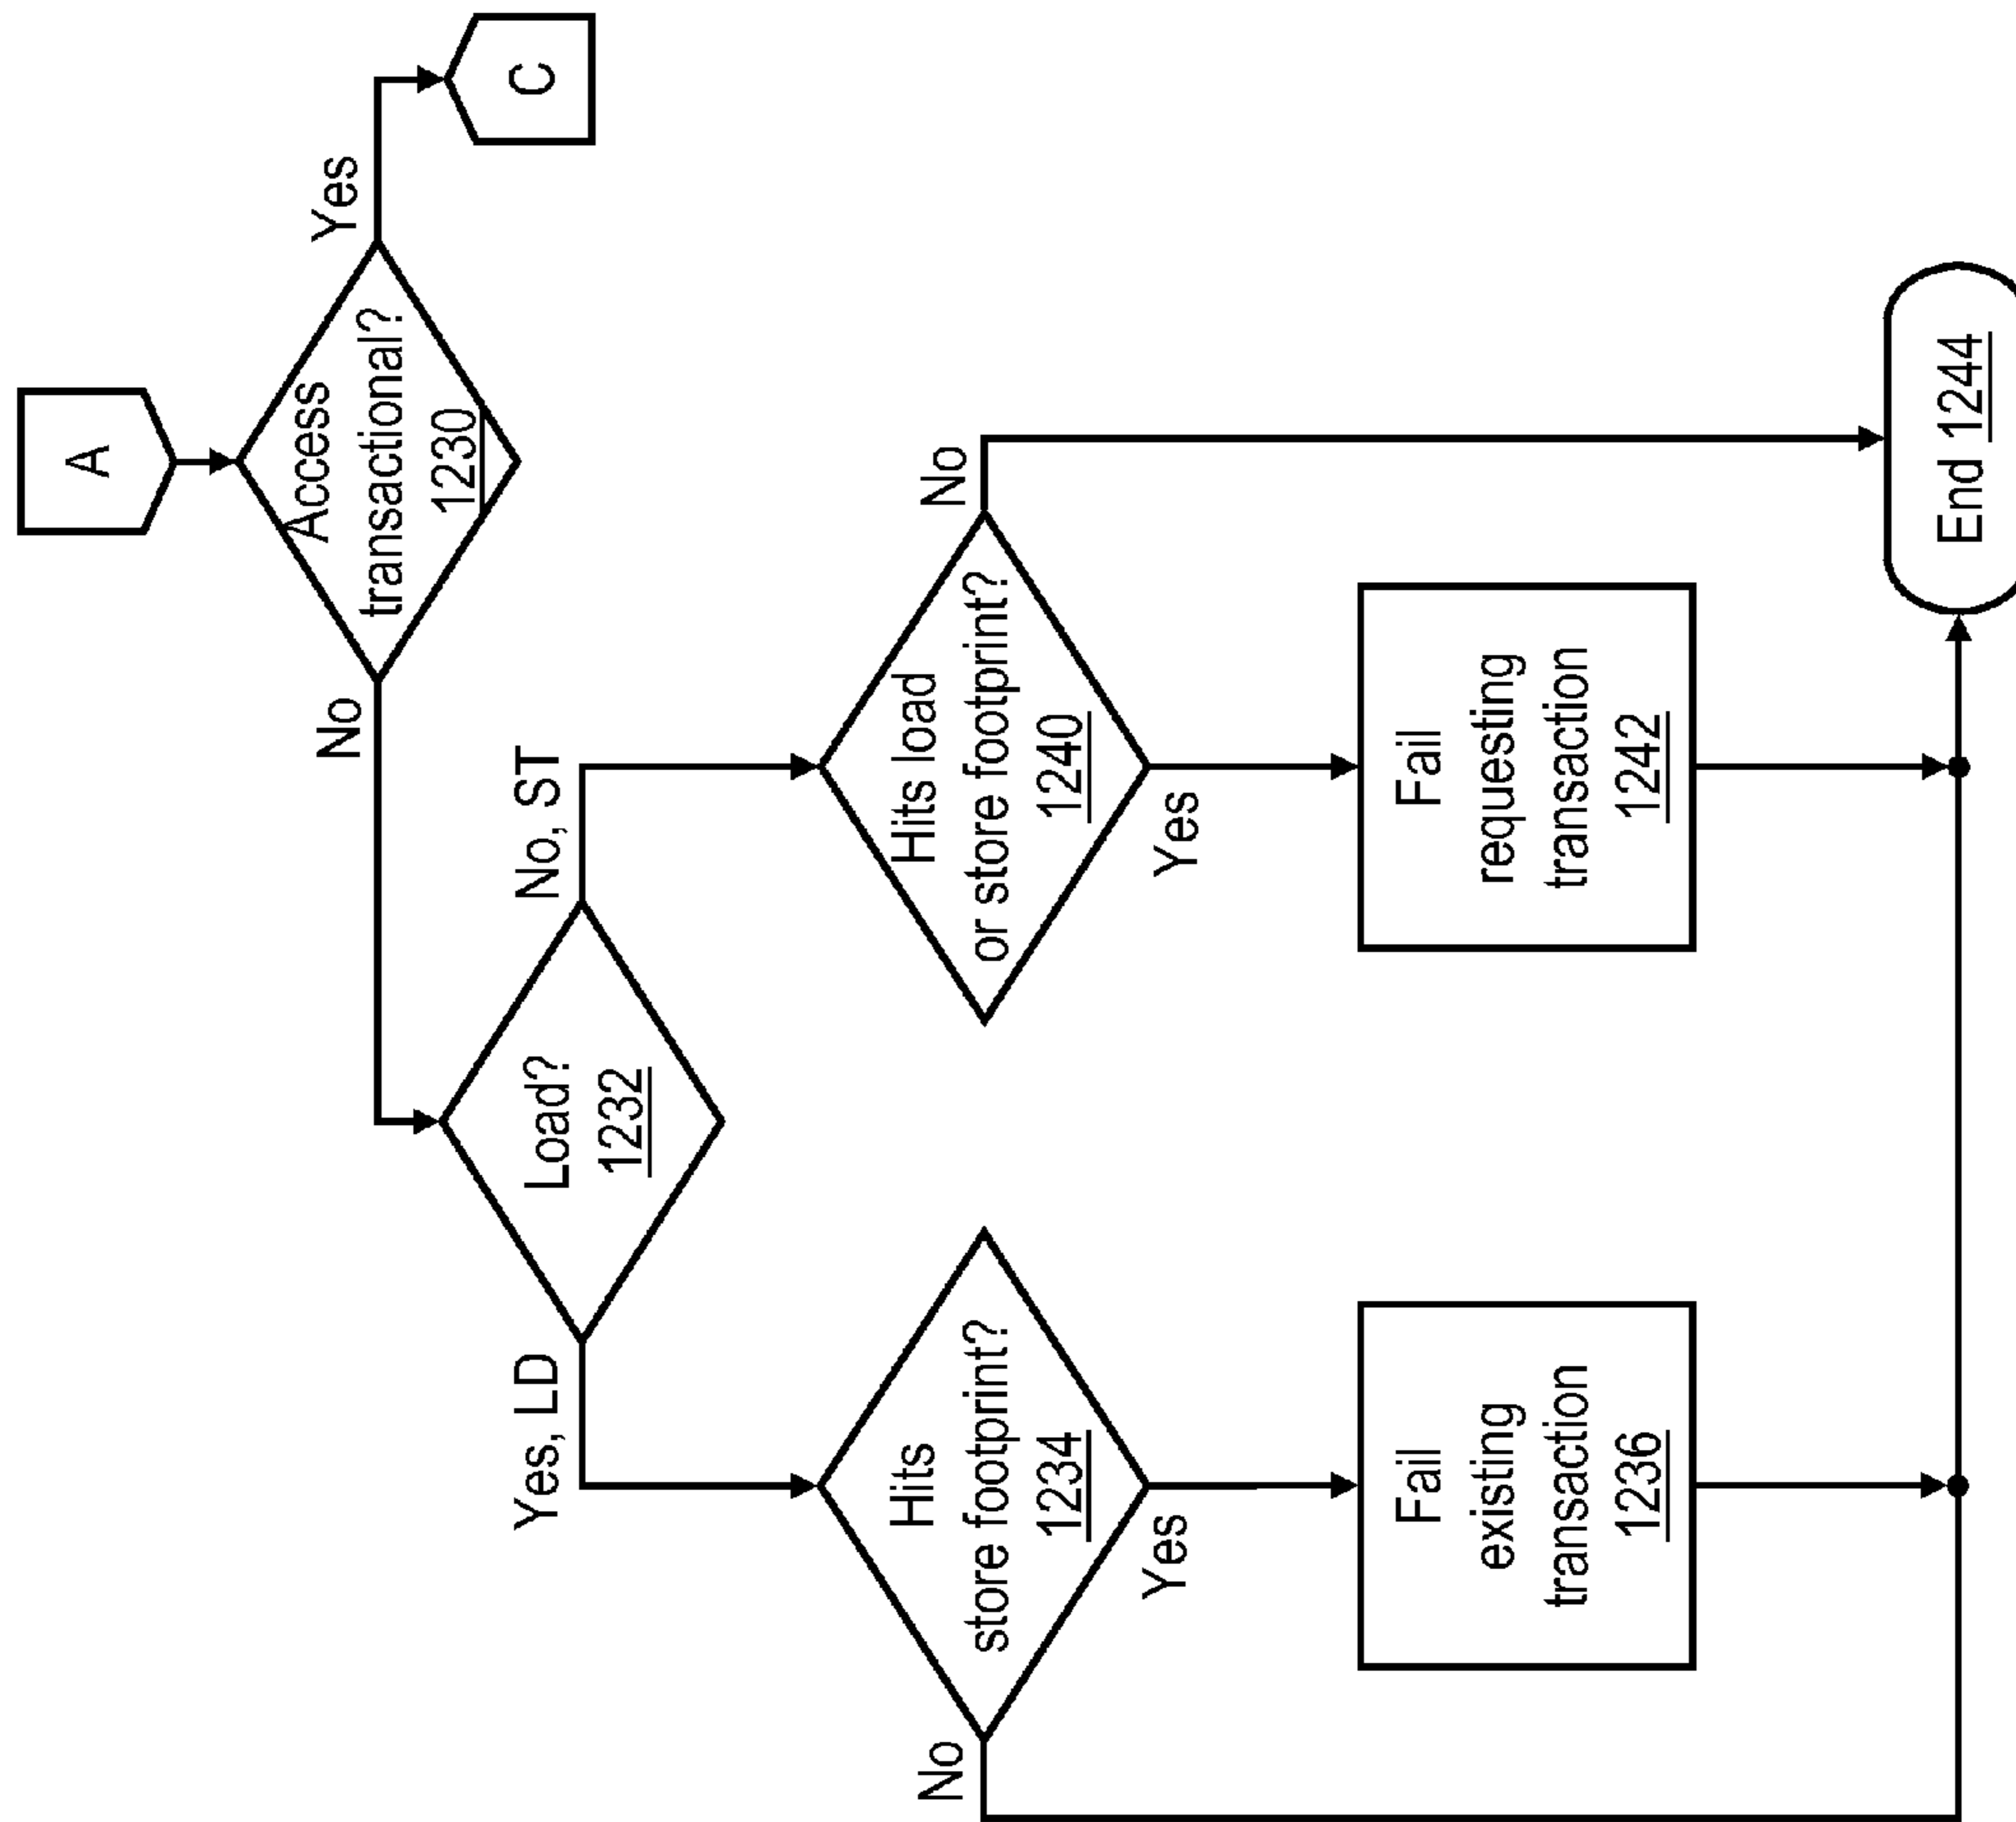 A
Access
transactional?
1230
Yes
C
No
Load?
1232
Yes, LD
No, ST
Hits
store footprint?
1234
No
Yes
Fail
existing
transaction
1236
Hits load
or store footprint?
1240
No
Yes
Fail
requesting
transaction
1242
End 1244